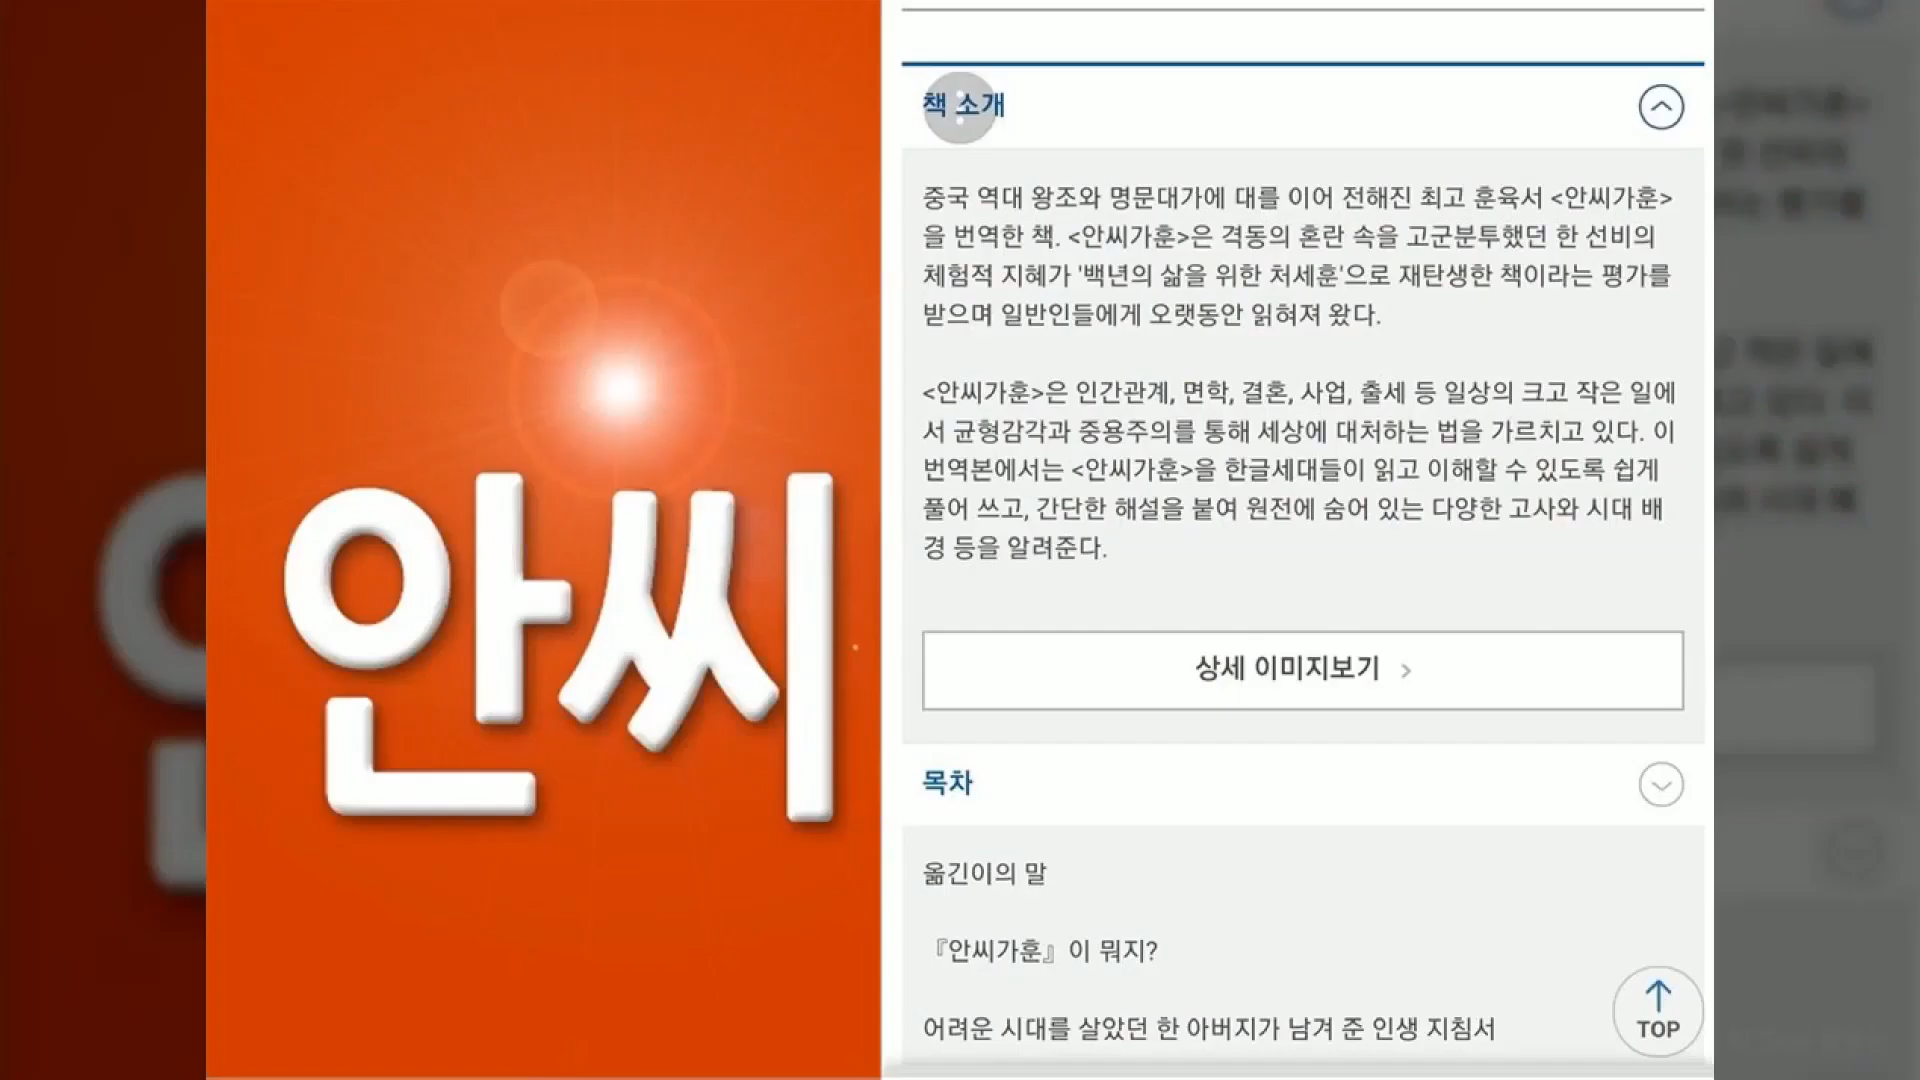 안씨
책 소개
중국 역대 왕조와 명문대가에 대를 이어 전해진 최고 훈육서 <안씨가훈>
을 번역한 책. <안씨가훈>은 격동의 혼란 속을 고군분투했던 한 선비의
체험적 지혜가 '백년의 삶을 위한 처세훈'으로 재탄생한 책이라는 평가를
받으며 일반인들에게 오랫동안 읽혀져 왔다.
<안씨가훈>은 인간관계, 면학, 결혼, 사업, 출세 등 일상의 크고 작은 일에
서 균형감각과 중용주의를 통해 세상에 대처하는 법을 가르치고 있다. 이
번역본에서는 <안씨가훈>을 한글세대들이 읽고 이해할 수 있도록 쉽게
풀어 쓰고, 간단한 해설을 붙여 원전에 숨어 있는 다양한 고사와 시대 배
경 등을 알려준다.
상세 이미지보기 >
목차
옮긴이의 말
『안씨가훈』이 뭐지?
어려운 시대를 살았던 한 아버지가 남겨 준 인생 지침서
TOP